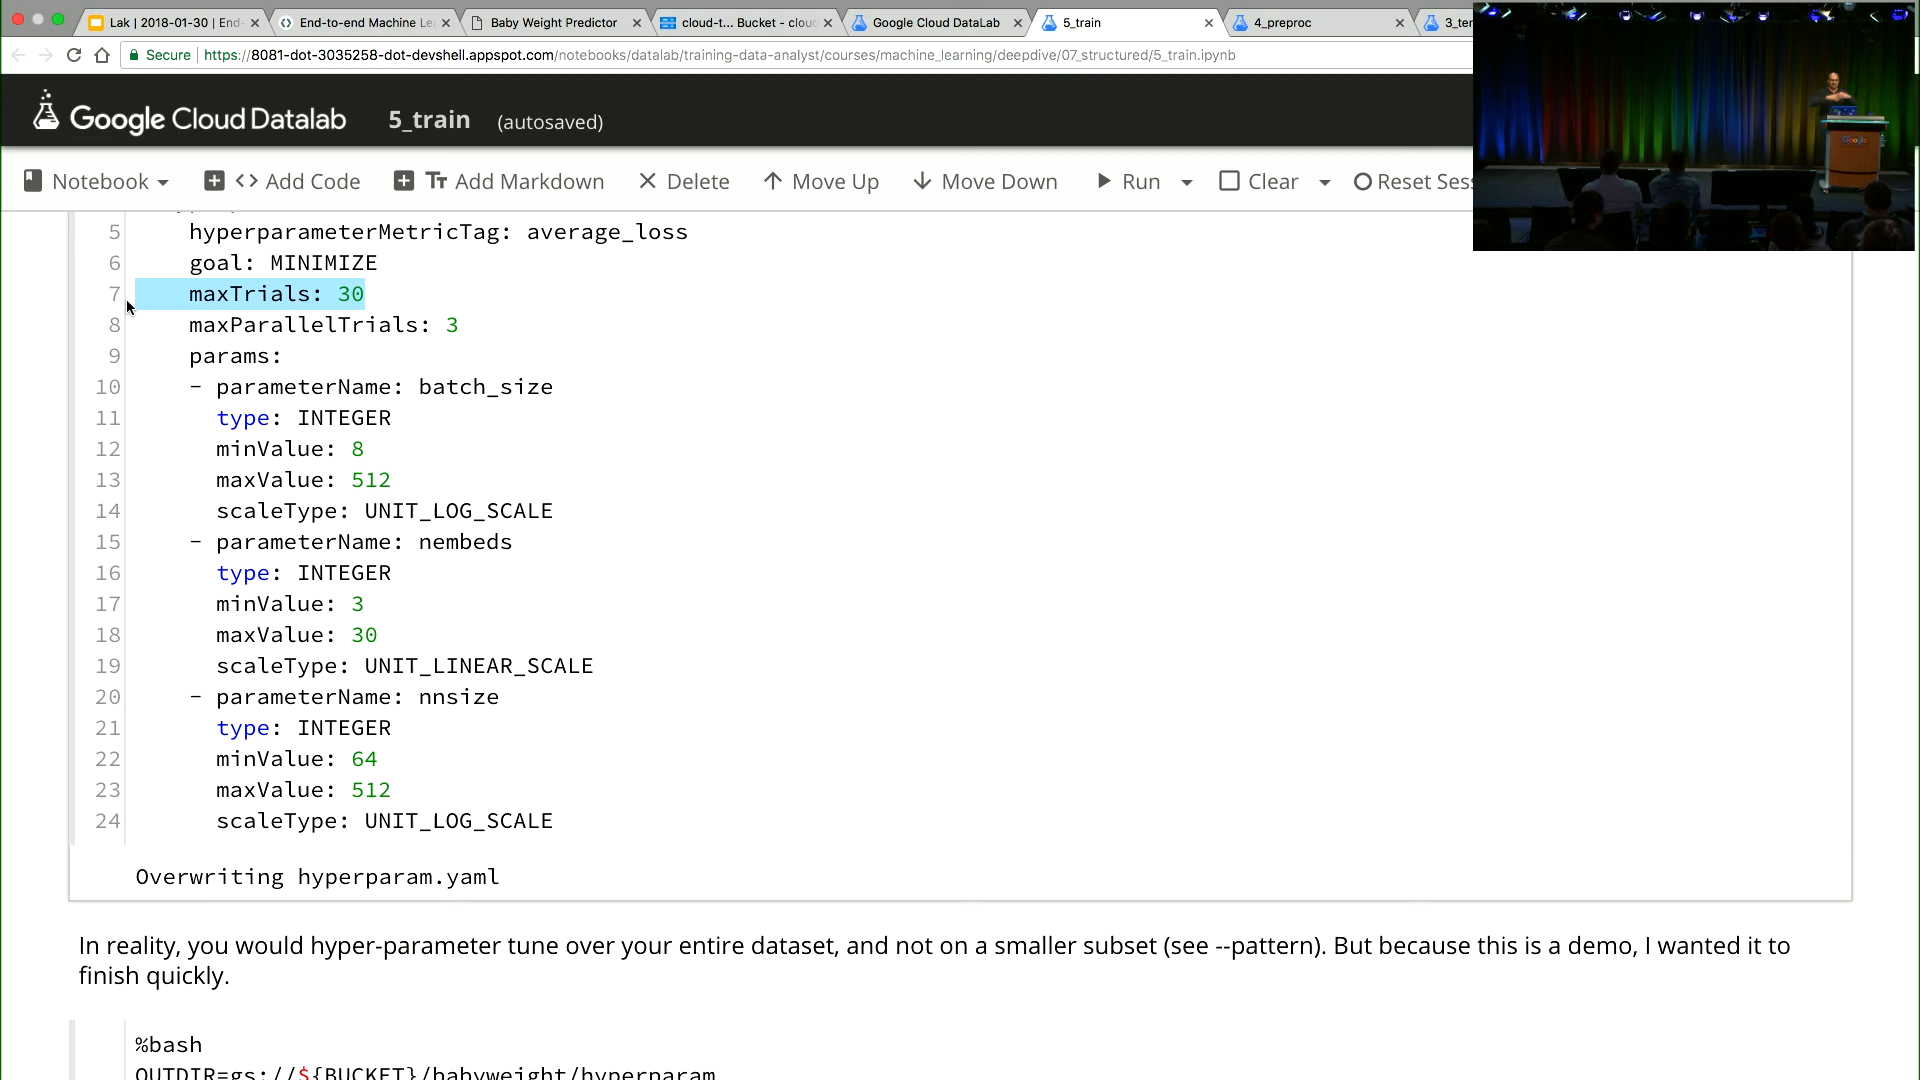 Lak | 2018-01-30 | End-
End-to-end Machine Le
Baby Weight Predictor
cloud-t... Bucket - clou
Google Cloud DataLab
5_train
4_preproc
Secure
https://8081-dot-3035258-dot-devshell.appspot.com/notebooks/datalab/training-data-analyst/courses/machine_learning/deepdive/07_structured/5_train.ipynb
Google Cloud Datalab 5_train (autosaved)
Notebook Add Code Add Markdown Delete Move Up Move Down Run Clear Reset Sess
5 hyperparameterMetricTag: average_loss
6 goal: MINIMIZE
7 maxTrials: 30
8 maxParallelTrials: 3
9 params:
10 - parameterName: batch_size
11 type: INTEGER
12 minValue: 8
13 maxValue: 512
14 scaleType: UNIT_LOG_SCALE
15 - parameterName: nembeds
16 type: INTEGER
17 minValue: 3
18 maxValue: 30
19 scaleType: UNIT_LINEAR_SCALE
20 - parameterName: nnsize
21 type: INTEGER
22 minValue: 64
23 maxValue: 512
24 scaleType: UNIT_LOG_SCALE
Overwriting hyperparam.yaml
In reality, you would hyper-parameter tune over your entire dataset, and not on a smaller subset (see --pattern). But because this is a demo, I wanted it to
finish quickly.
%bash
OUTDIR=gs://${BUCKET}/babyweight/hyperparam
Google